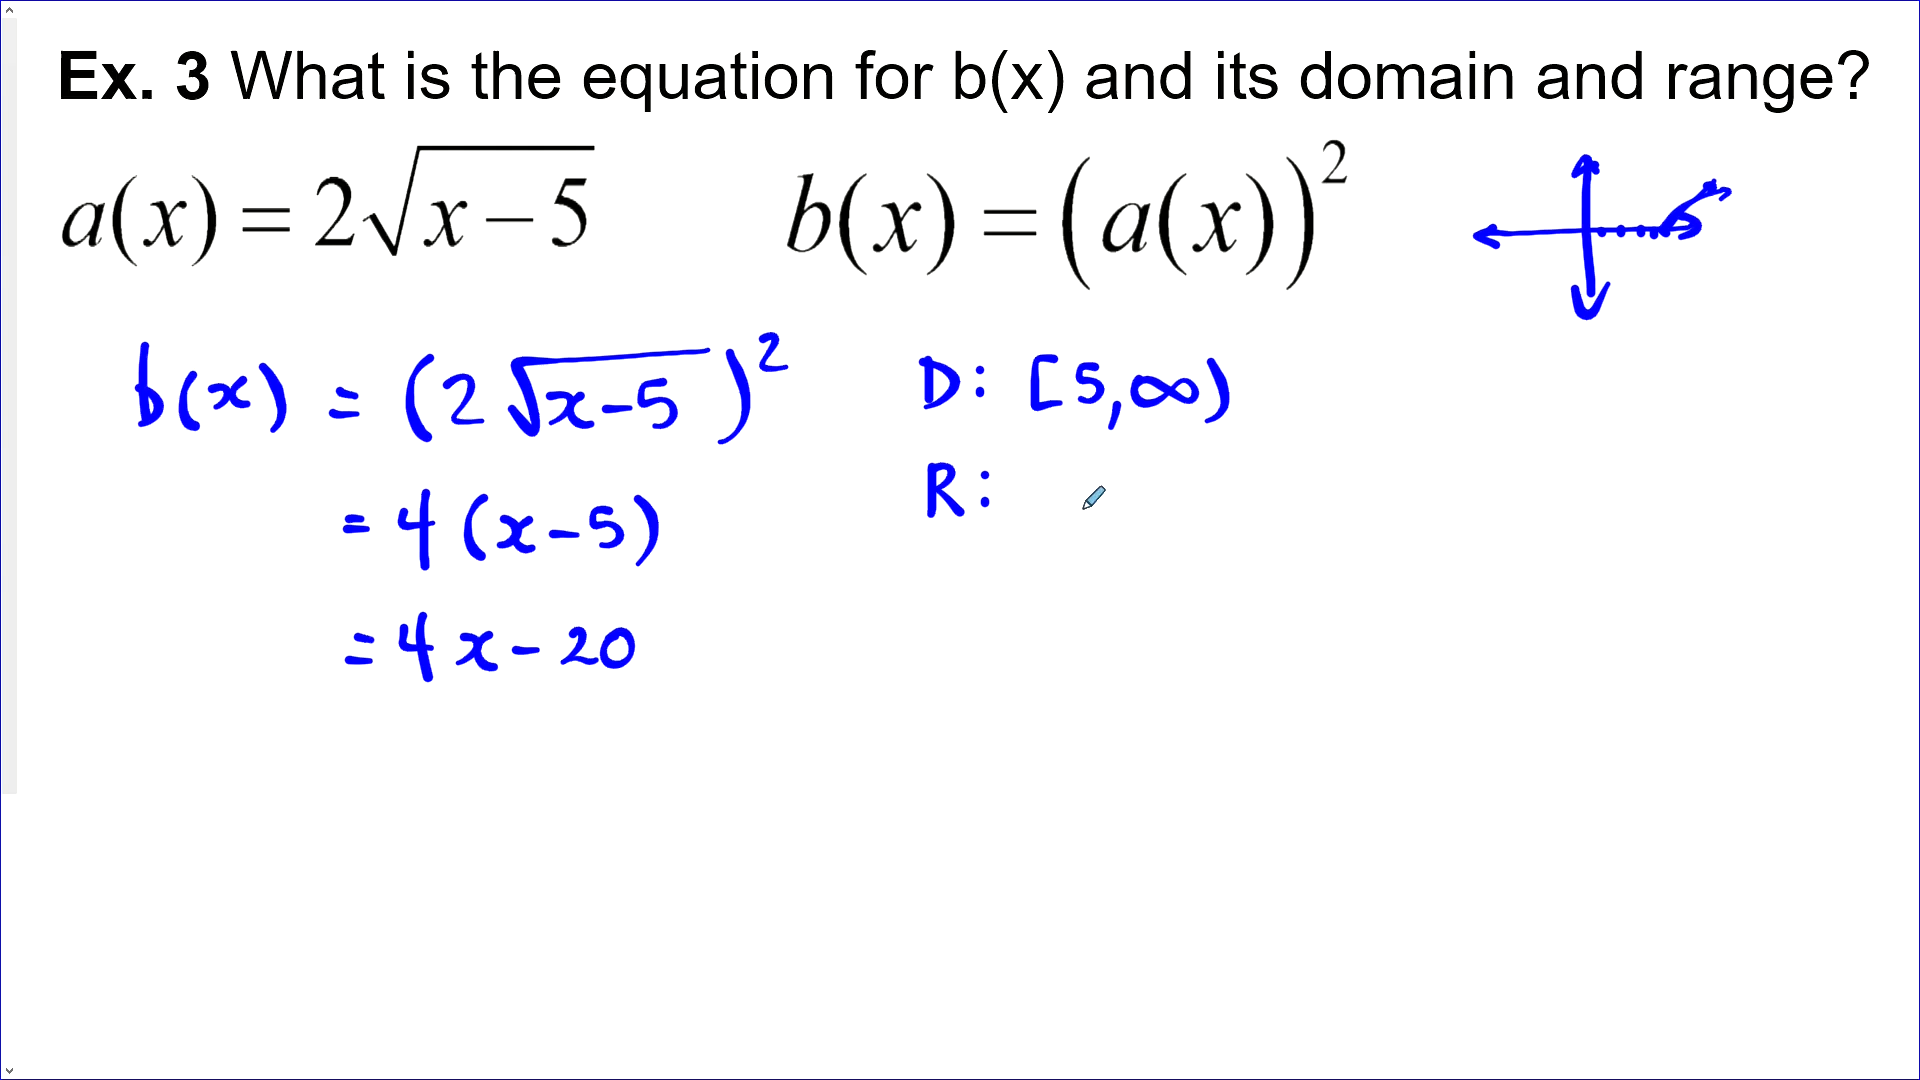 Ex. 3 What is the equation for b(x) and its domain and range?
a(x) = 2√(x − 5)    b(x) = (a(x))²
b(x) = (2√(x−5))²    D: [5,∞)
= 4(x−5)    R:
= 4x − 20